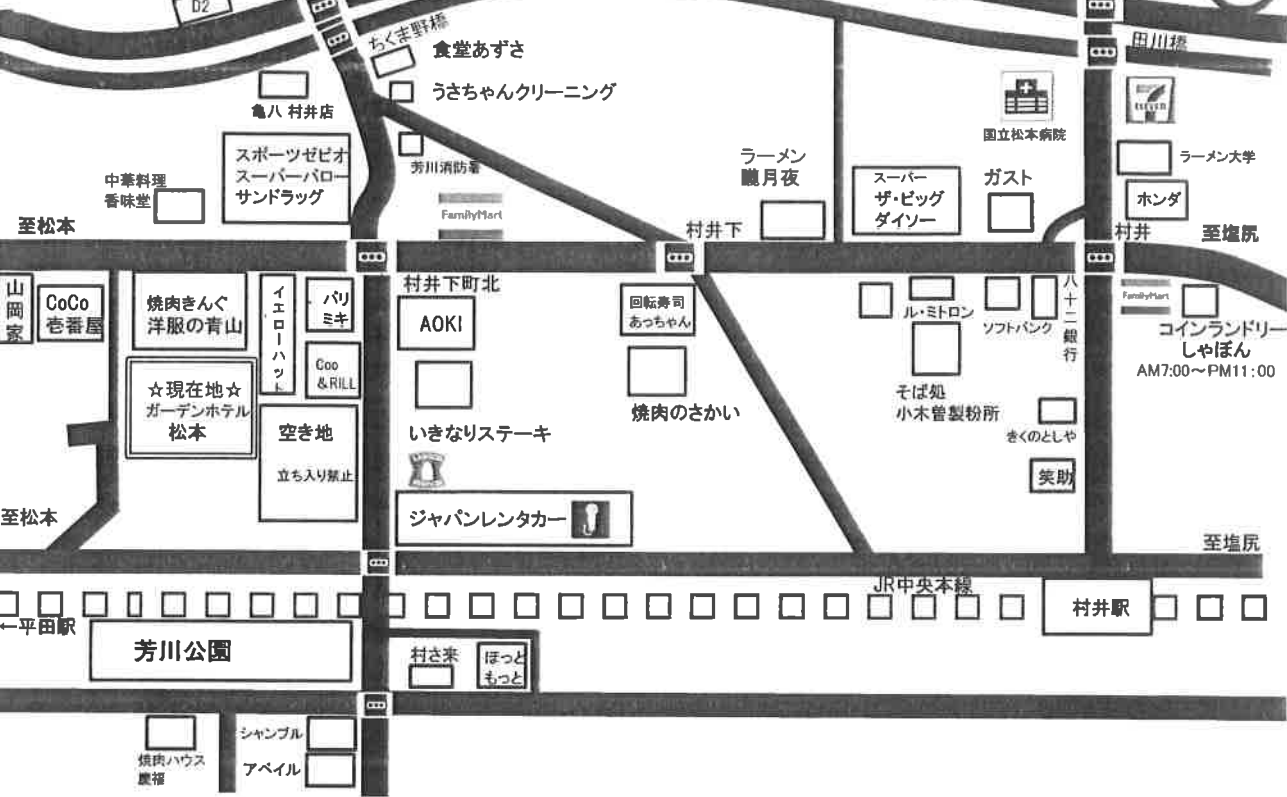 D2
ちくま野橋
食堂あずさ
うさちゃんクリーニング
亀八 村井店
田川橋
国立松本病院
ラーメン大学
ホンダ
スポーツゼビオ
スーパーバロー
サンドラッグ
中華料理
香味堂
芳川消防署
FamilyMart
ラーメン
朧月夜
スーパー
ザ・ビッグ
ダイソー
ガスト
至松本
村井下
村井
至塩尻
山岡家
CoCo
壱番屋
焼肉きんぐ
洋服の青山
イエローハット
パリ
ミキ
Coo
&RILL
村井下町北
AOKI
回転寿司
あっちゃん
焼肉のさかい
ル・ミトロン
ソフトバンク
八十二銀行
FamilyMart
コインランドリー
しゃぼん
AM7:00～PM11:00
☆現在地☆
ガーデンホテル
松本
空き地
立ち入り禁止
いきなりステーキ
そば処
小木曽製粉所
きくのとしや
笑助
ジャパンレンタカー
至松本
至塩尻
JR中央本線
←平田駅
村井駅
芳川公園
村さ来
ほっと
もっと
シャンブル
アベイル
焼肉ハウス
慶福